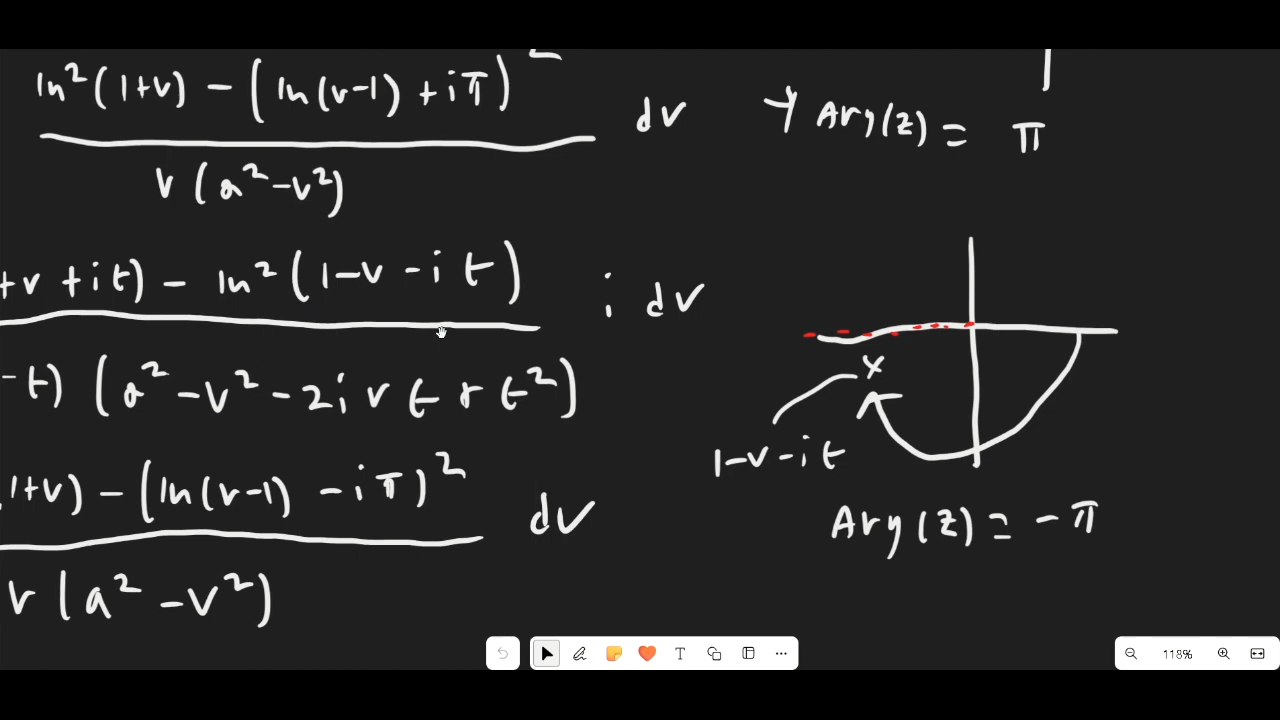 ln²(1+v) - (ln(v-1) + iπ)² dv
v(a²-v²)
→ Arg(z) = π
+v + it) - ln²(1-v-it) i dv
-t) (a²-v²-2ivt+t²)
x
1-v-it
1+v) - (ln(v-1) - iπ)² dv
v(a²-v²)
Arg(z) = -π
T
118%